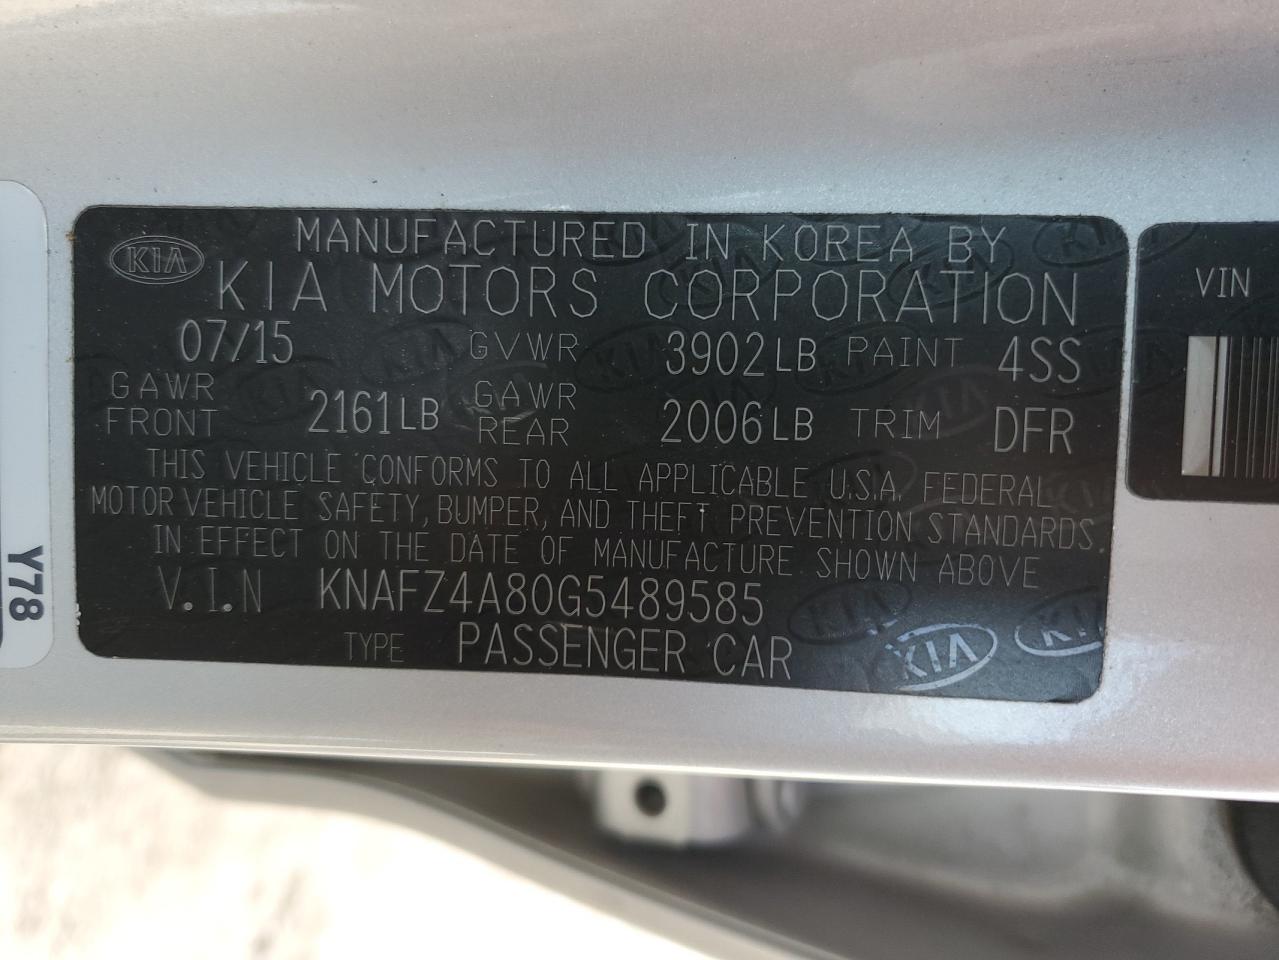 MANUFACTURED IN KOREA BY
KIA
KIA MOTORS CORPORATION
07/15 GVWR 3902LB PAINT 4SS
GAWR FRONT 2161LB GAWR REAR 2006LB TRIM DFR
THIS VEHICLE CONFORMS TO ALL APPLICABLE U.S.A. FEDERAL
MOTOR VEHICLE SAFETY, BUMPER, AND THEFT PREVENTION STANDARDS.
IN EFFECT ON THE DATE OF MANUFACTURE SHOWN ABOVE
V.I.N KNAFZ4A80G5489585
TYPE PASSENGER CAR
KIA
VIN
Y78